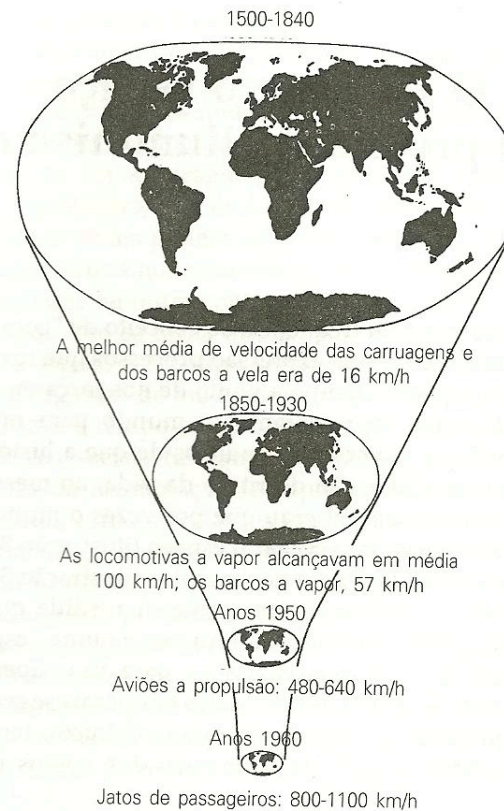 1500-1840
A melhor média de velocidade das carruagens e
dos barcos a vela era de 16 km/h
1850-1930
As locomotivas a vapor alcançavam em média
100 km/h; os barcos a vapor, 57 km/h
Anos 1950
Aviões a propulsão: 480-640 km/h
Anos 1960
Jatos de passageiros: 800-1100 km/h